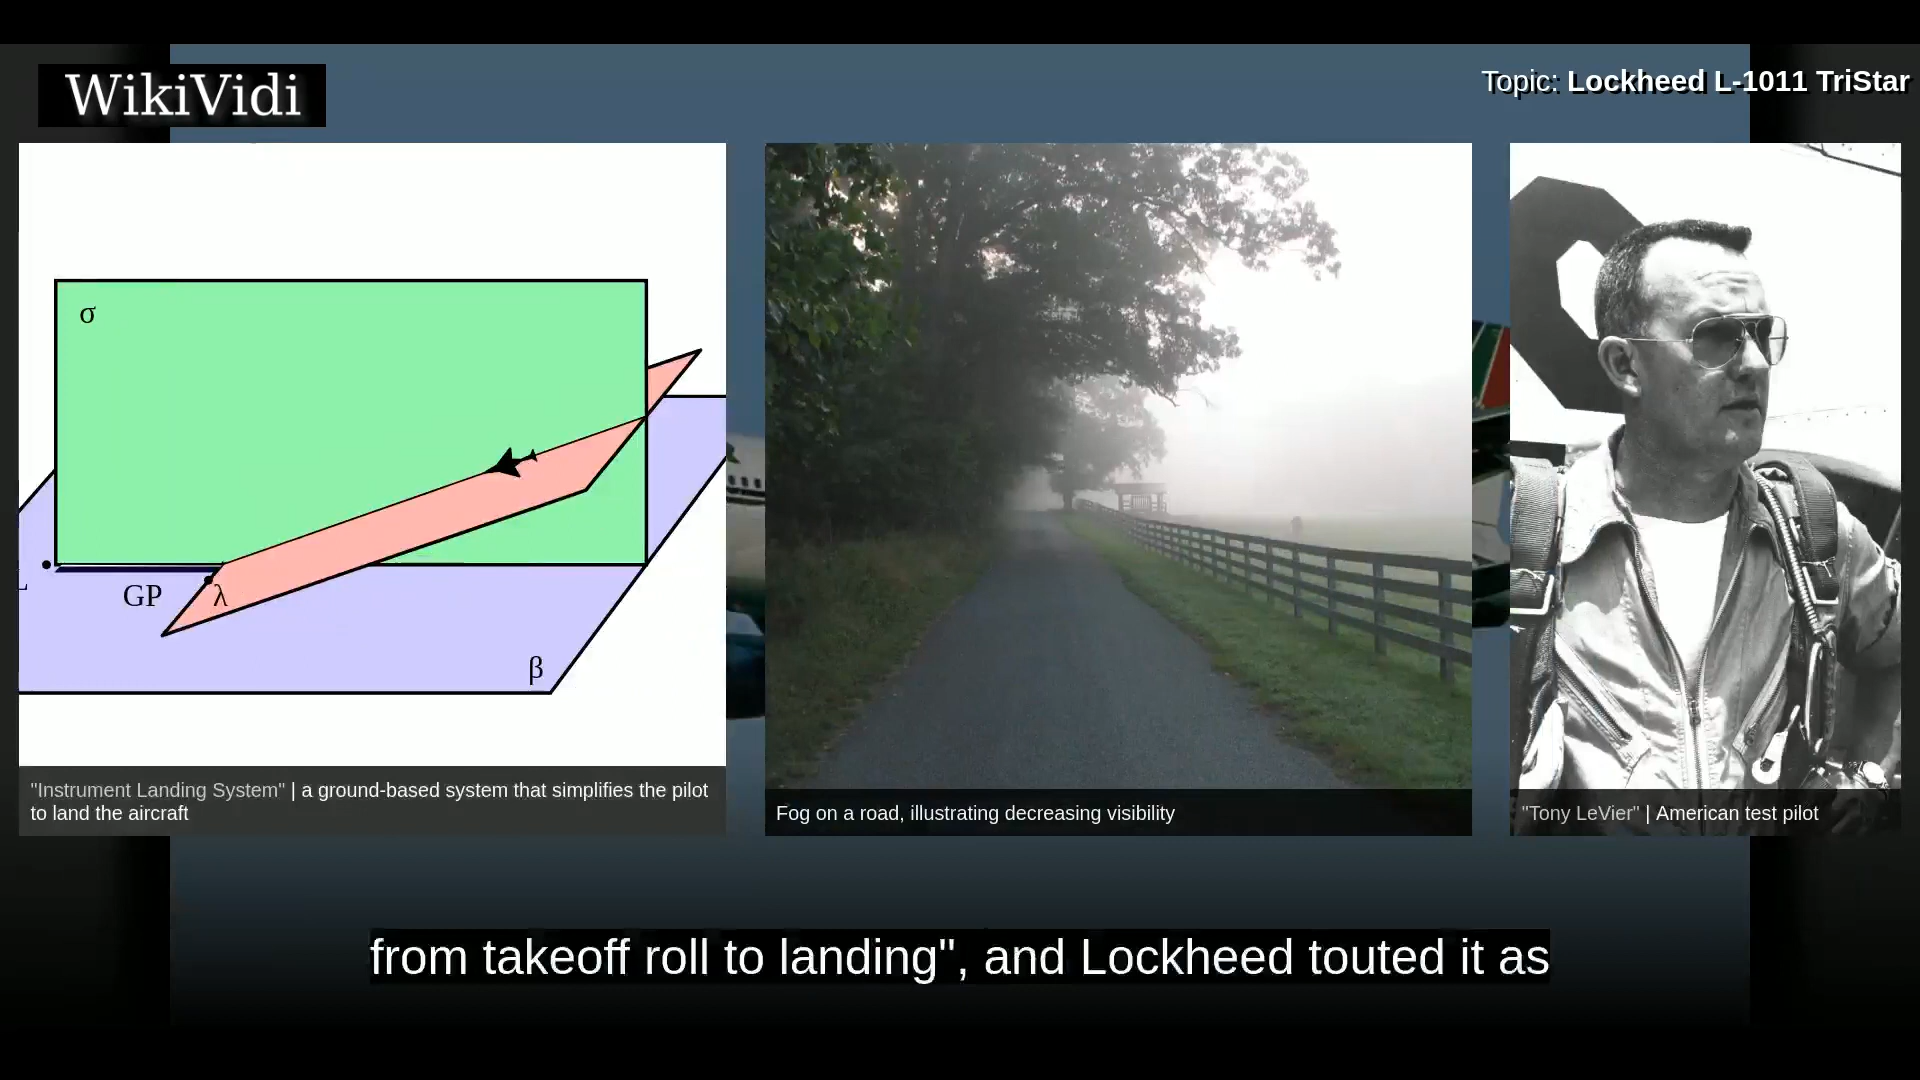 WikiVidi
Topic: Lockheed L-1011 TriStar
σ
GP
λ
β
"Instrument Landing System" | a ground-based system that simplifies the pilot
to land the aircraft
Fog on a road, illustrating decreasing visibility
"Tony LeVier" | American test pilot
from takeoff roll to landing", and Lockheed touted it as